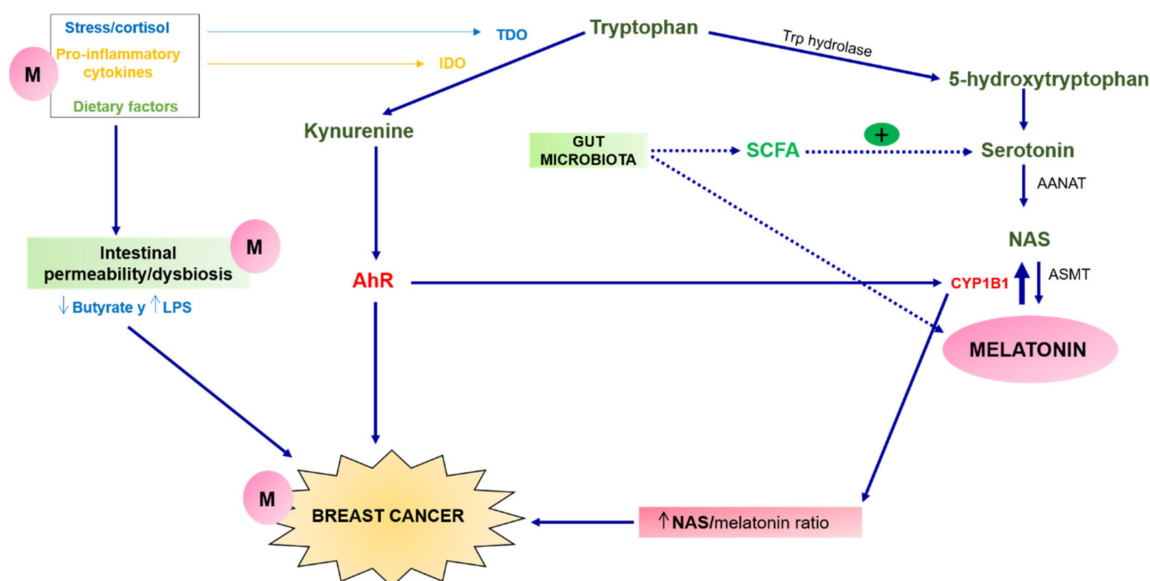 Stress/cortisol
Pro-inflammatory
cytokines
Dietary factors
M
TDO
IDO
Tryptophan
Trp hydrolase
5-hydroxytryptophan
Kynurenine
GUT
MICROBIOTA
SCFA
+
Serotonin
AANAT
NAS
Intestinal
permeability/dysbiosis
M
↓ Butyrate y ↑ LPS
AhR
CYP1B1
ASMT
MELATONIN
M
BREAST CANCER
↑ NAS/melatonin ratio